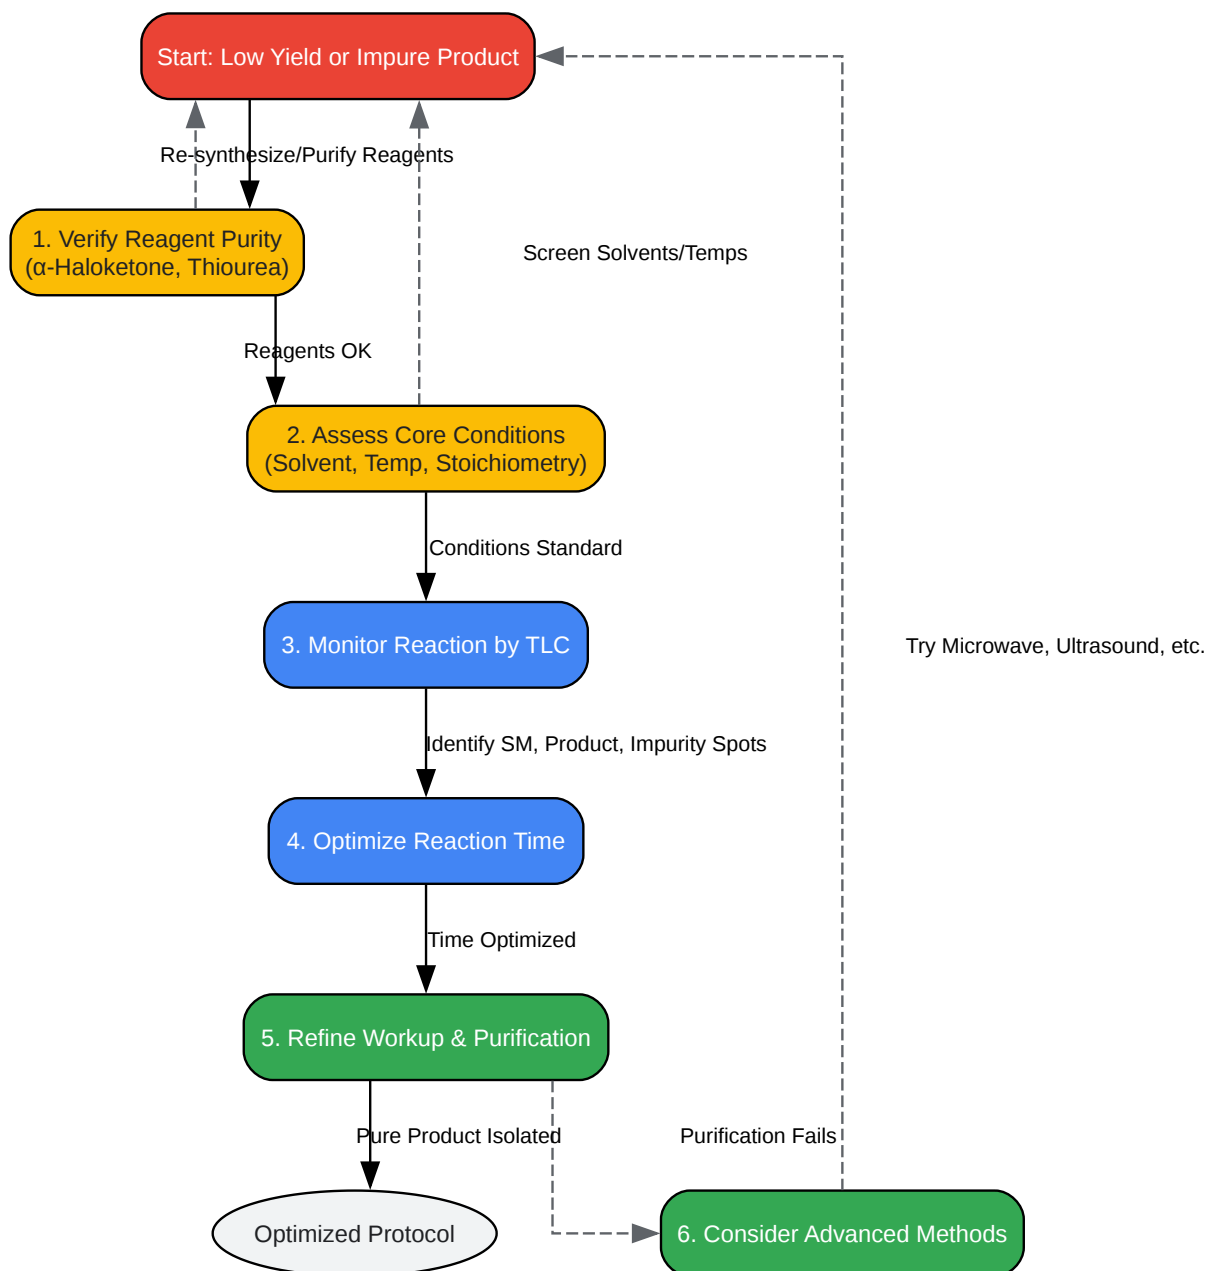 Start: Low Yield or Impure Product
Re-synthesize/Purify Reagents
1. Verify Reagent Purity
(α-Haloketone, Thiourea)
Screen Solvents/Temps
Reagents OK
2. Assess Core Conditions
(Solvent, Temp, Stoichiometry)
Conditions Standard
3. Monitor Reaction by TLC
Try Microwave, Ultrasound, etc.
Identify SM, Product, Impurity Spots
4. Optimize Reaction Time
Time Optimized
5. Refine Workup & Purification
Pure Product Isolated
Purification Fails
Optimized Protocol
6. Consider Advanced Methods